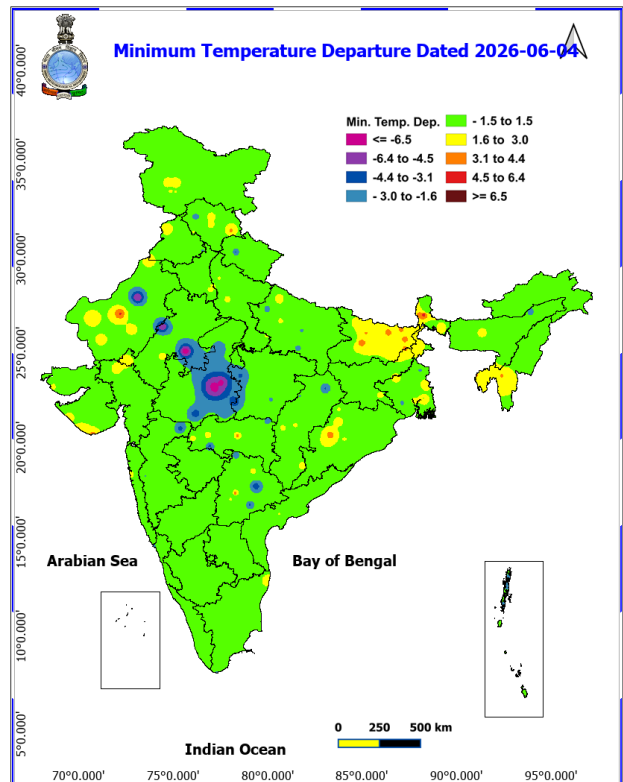 Minimum Temperature Departure Dated 2026-06-04
Min. Temp. Dep.
<= -6.5
-6.4 to -4.5
-4.4 to -3.1
- 3.0 to -1.6
- 1.5 to 1.5
1.6 to 3.0
3.1 to 4.4
4.5 to 6.4
>= 6.5
40°0.000'
35°0.000'
30°0.000'
25°0.000'
20°0.000'
15°0.000'
10°0.000'
5°0.000'
Arabian Sea
Bay of Bengal
Indian Ocean
0 250 500 km
70°0.000' 75°0.000' 80°0.000' 85°0.000' 90°0.000' 95°0.000'